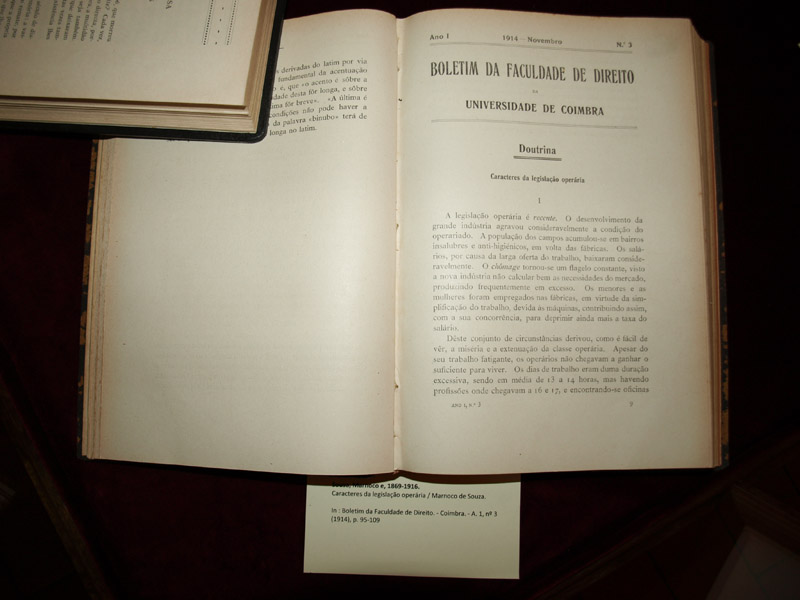 derivadas do latim por via
fundamental da acentuação
e, que «o acento é sôbre a
desta fôr longa, e sôbre
fôr breve». «A última é
condições não pode haver a
da palavra «binubo» terá de
longa no latim.
Ano I 1914 — Novembro N.º 3
BOLETIM DA FACULDADE DE DIREITO
DA
UNIVERSIDADE DE COIMBRA
Doutrina
Caracteres da legislação operária
I
A legislação operária é recente. O desenvolvimento da
grande indústria agravou consideravelmente a condição do
operariado. A população dos campos acumulou-se em bairros
insalubres e anti-higiénicos, em volta das fábricas. Os salá-
rios, por causa da larga oferta do trabalho, baixaram conside-
ravelmente. O chômage tornou-se um flagelo constante, visto
a nova indústria não calcular bem as necesidades do mercado,
produzindo frequentemente em excesso. Os menores e as
mulheres foram empregados nas fábricas, em virtude da sim-
plificação do trabalho, devida às máquinas, contribuindo assim,
com a sua concorrência, para deprimir ainda mais a taxa do
salário.
Dêste conjunto de circunstâncias derivou, como é fácil de
vêr, a miséria e a extenuação da classe operária. Apesar do
seu trabalho fatigante, os operários não chegavam a ganhar o
suficiente para viver. Os dias de trabalho eram duma duração
excessiva, sendo em média de 13 a 14 horas, mas havendo
profissões onde chegavam a 16 e 17, e encontrando-se oficinas
ANO I, N.º 3
Marnoco e, 1869-1916.
Caracteres da legislação operária / Marnoco de Souza.
In : Boletim da Faculdade de Direito. - Coimbra. - A. 1, nº 3
(1914), p. 95-109